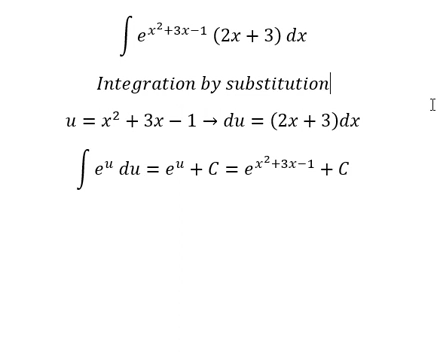 ∫ e^{x²+3x−1} (2x + 3) dx
Integration by substitution
u = x² + 3x − 1 → du = (2x + 3)dx
∫ e^u du = e^u + C = e^{x²+3x−1} + C